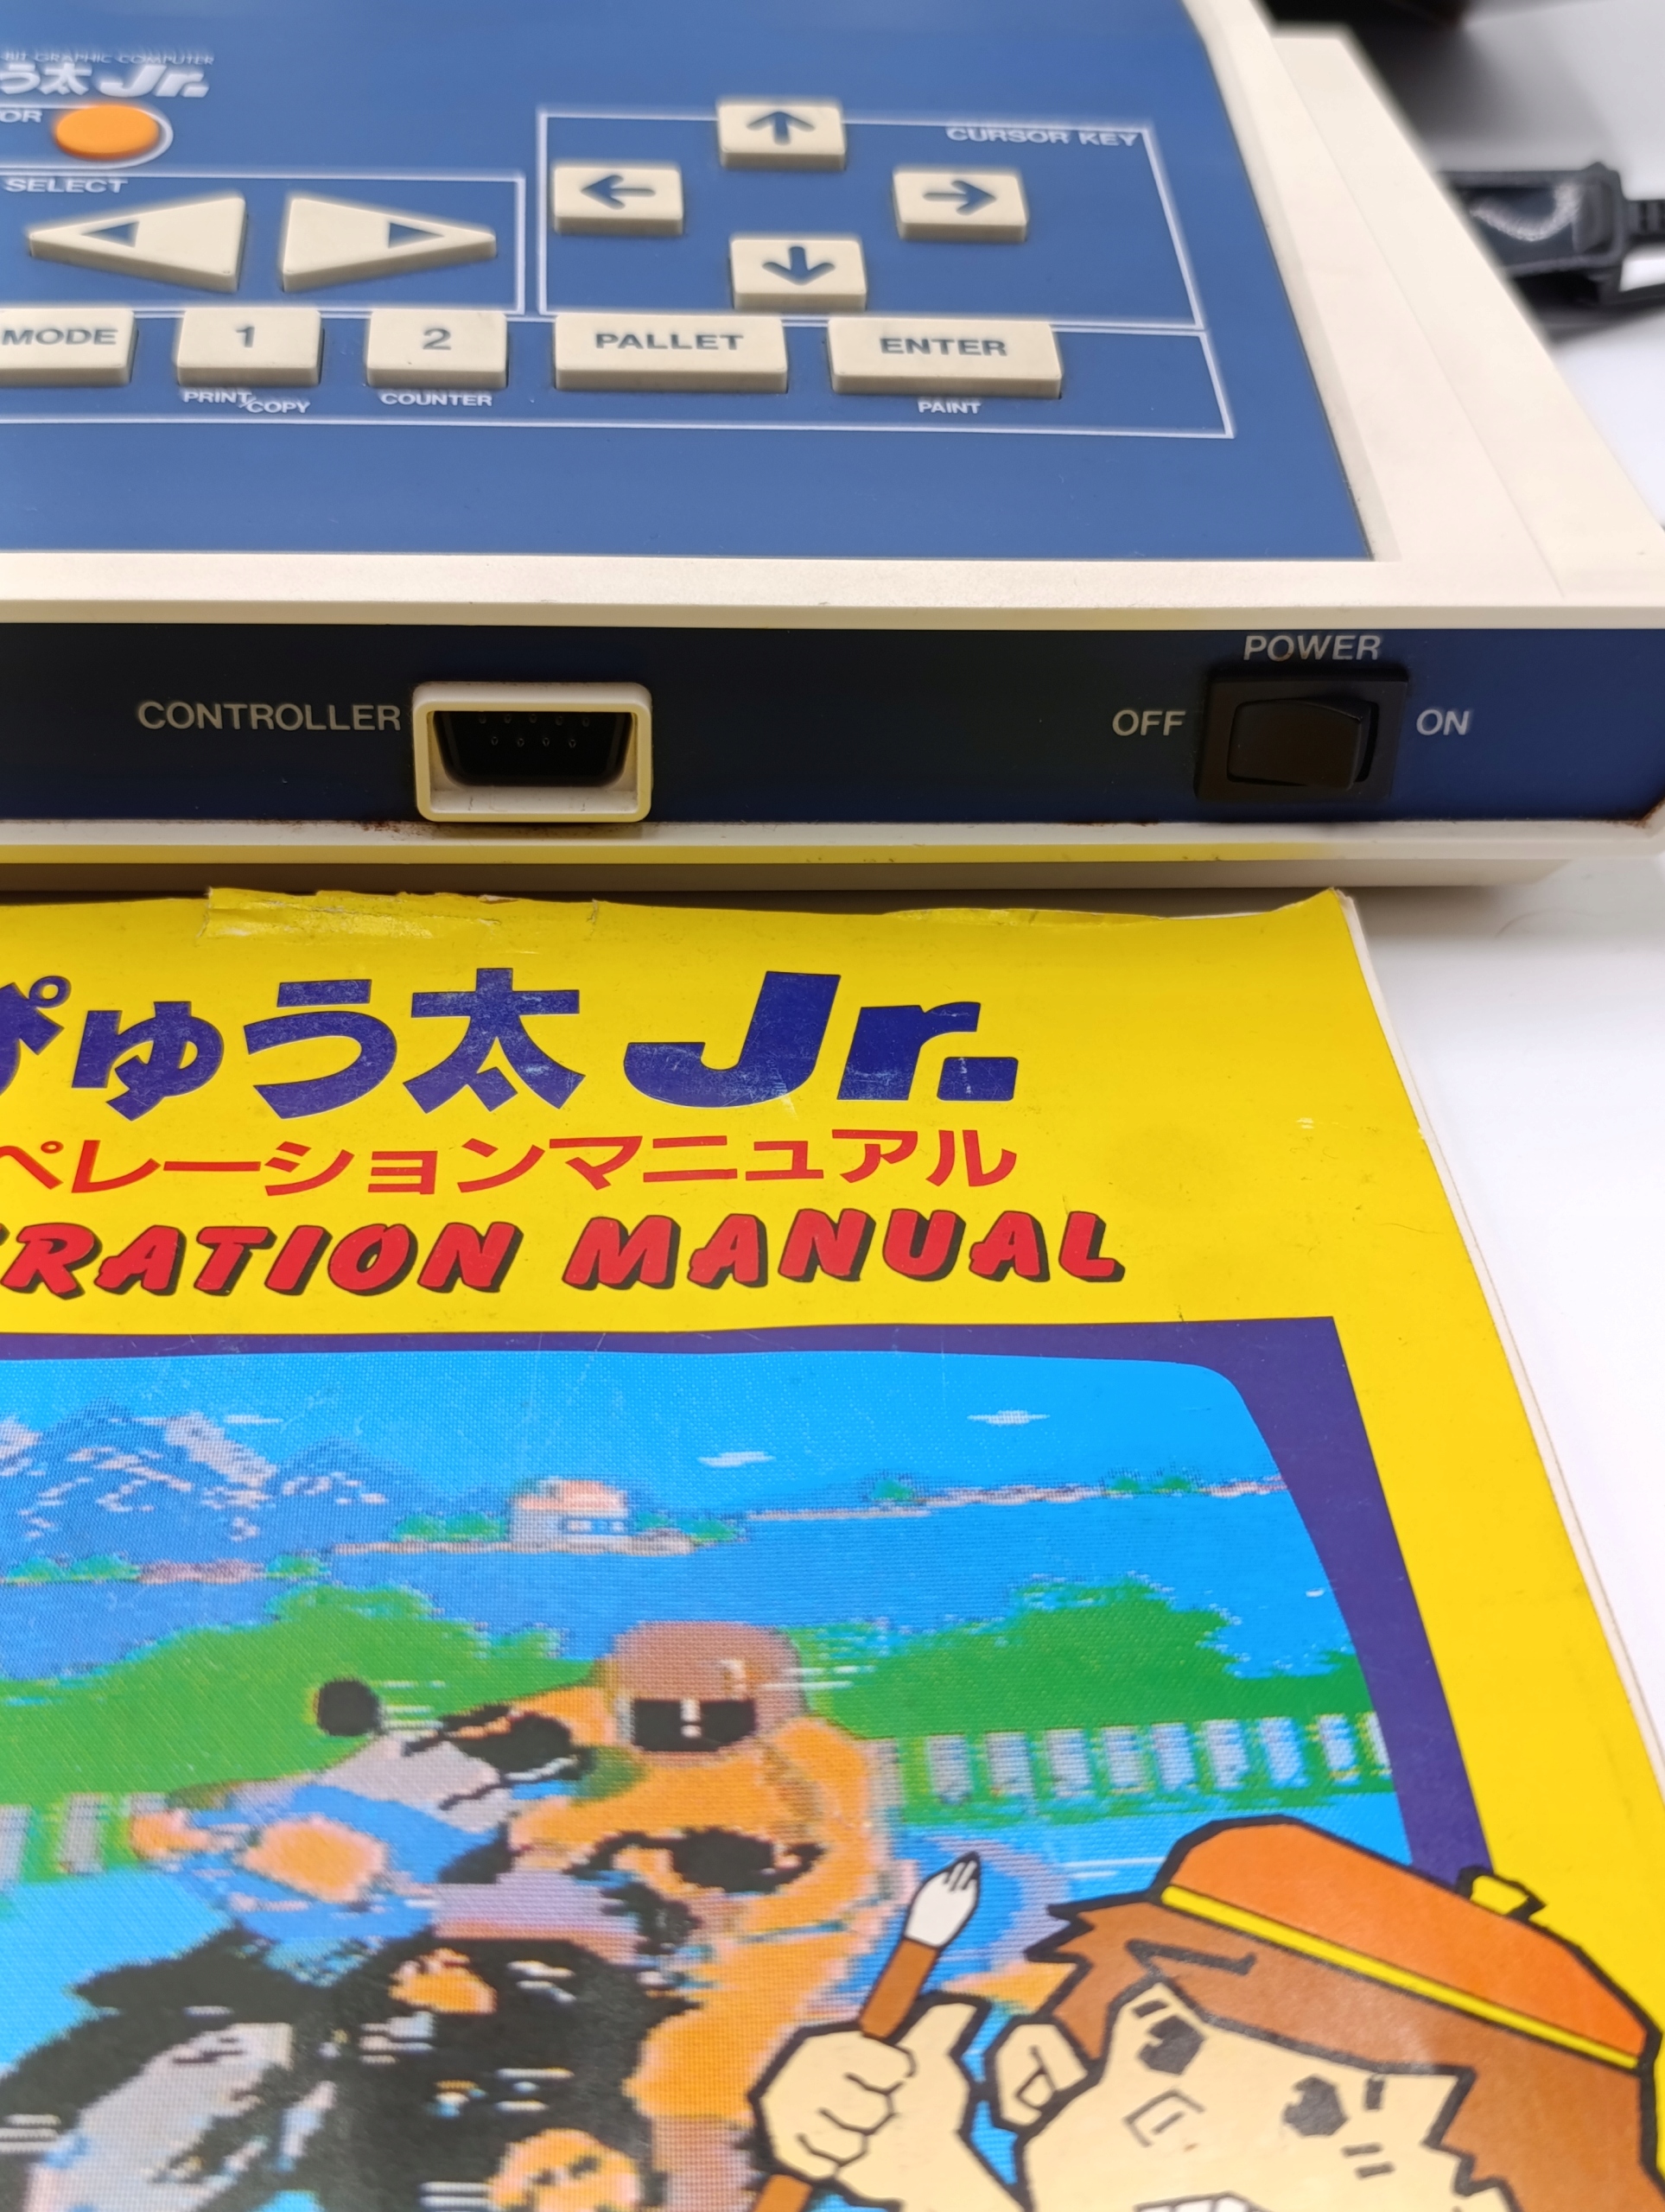 BIT GRAPHIC COMPUTER
う太 Jr.
OR
SELECT
CURSOR KEY
MODE
1
2
PALLET
ENTER
PRINT/COPY
COUNTER
PAINT
CONTROLLER
POWER
OFF
ON
ぴゅう太 Jr.
ペレーションマニュアル
RATION MANUAL